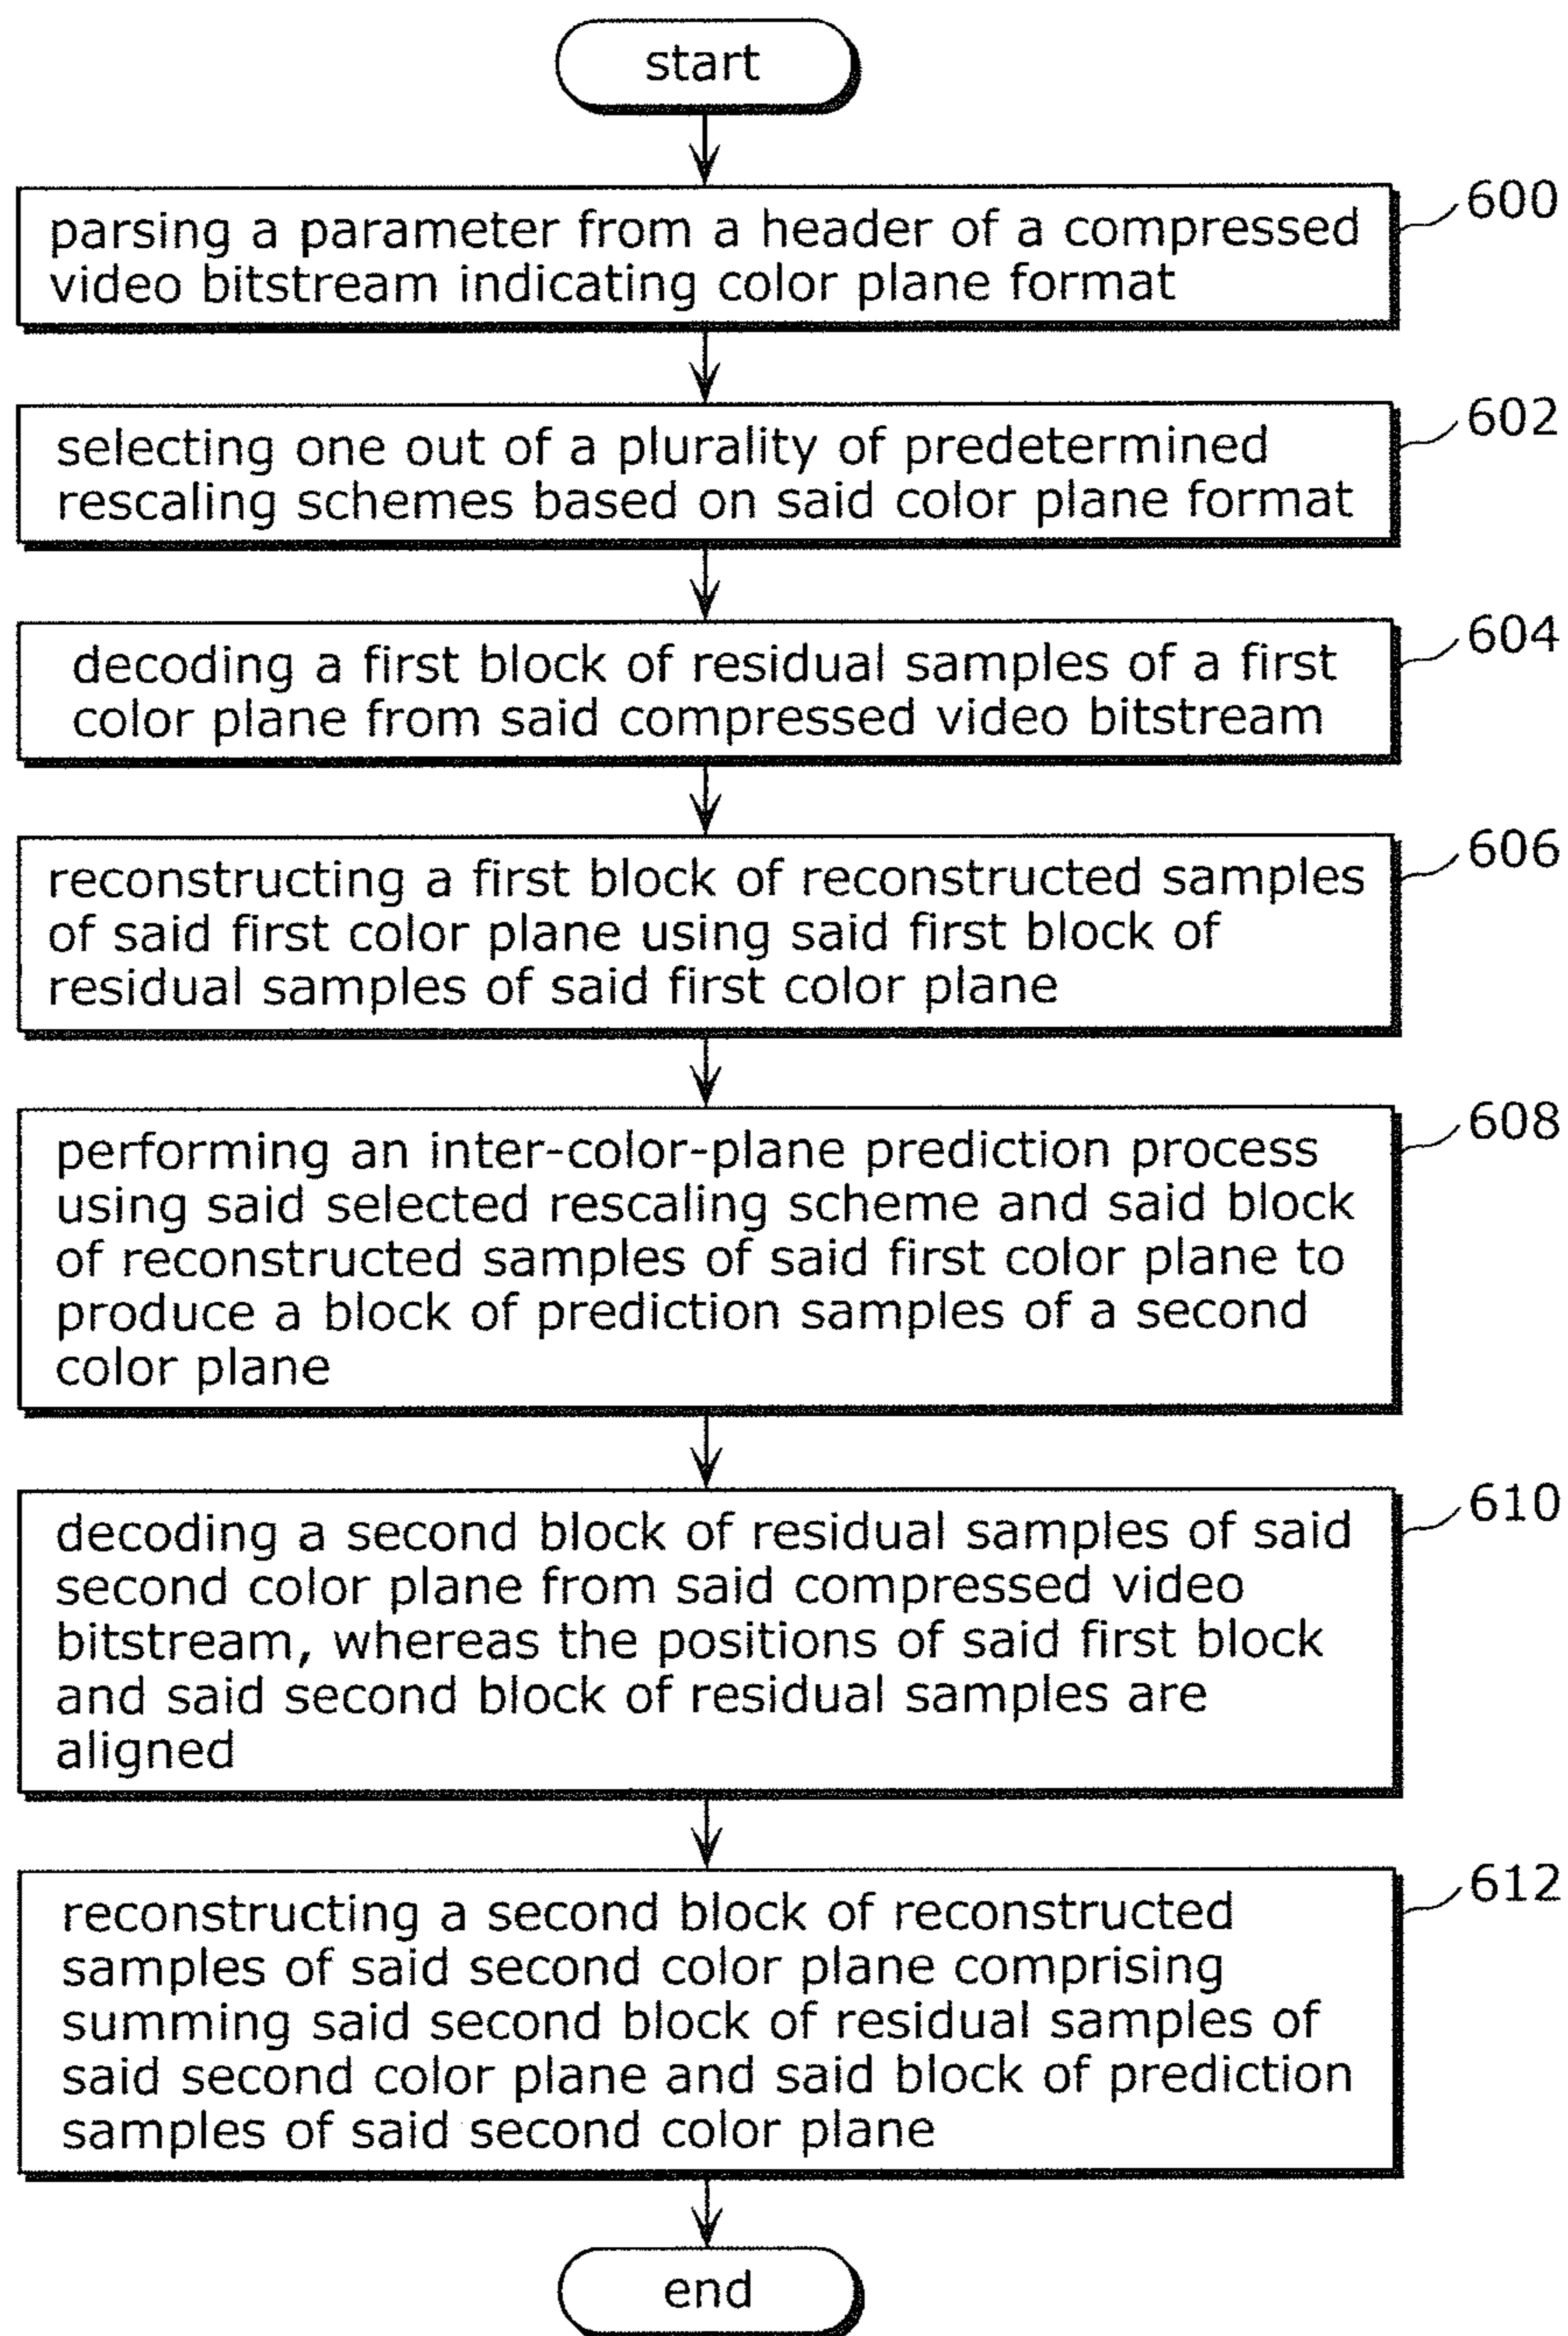 start
parsing a parameter from a header of a compressed
video bitstream indicating color plane format
600
selecting one out of a plurality of predetermined
rescaling schemes based on said color plane format
602
decoding a first block of residual samples of a first
color plane from said compressed video bitstream
604
reconstructing a first block of reconstructed samples
of said first color plane using said first block of
residual samples of said first color plane
606
performing an inter-color-plane prediction process
using said selected rescaling scheme and said block
of reconstructed samples of said first color plane to
produce a block of prediction samples of a second
color plane
608
decoding a second block of residual samples of said
second color plane from said compressed video
bitstream, whereas the positions of said first block
and said second block of residual samples are
aligned
610
reconstructing a second block of reconstructed
samples of said second color plane comprising
summing said second block of residual samples of
said second color plane and said block of prediction
samples of said second color plane
612
end